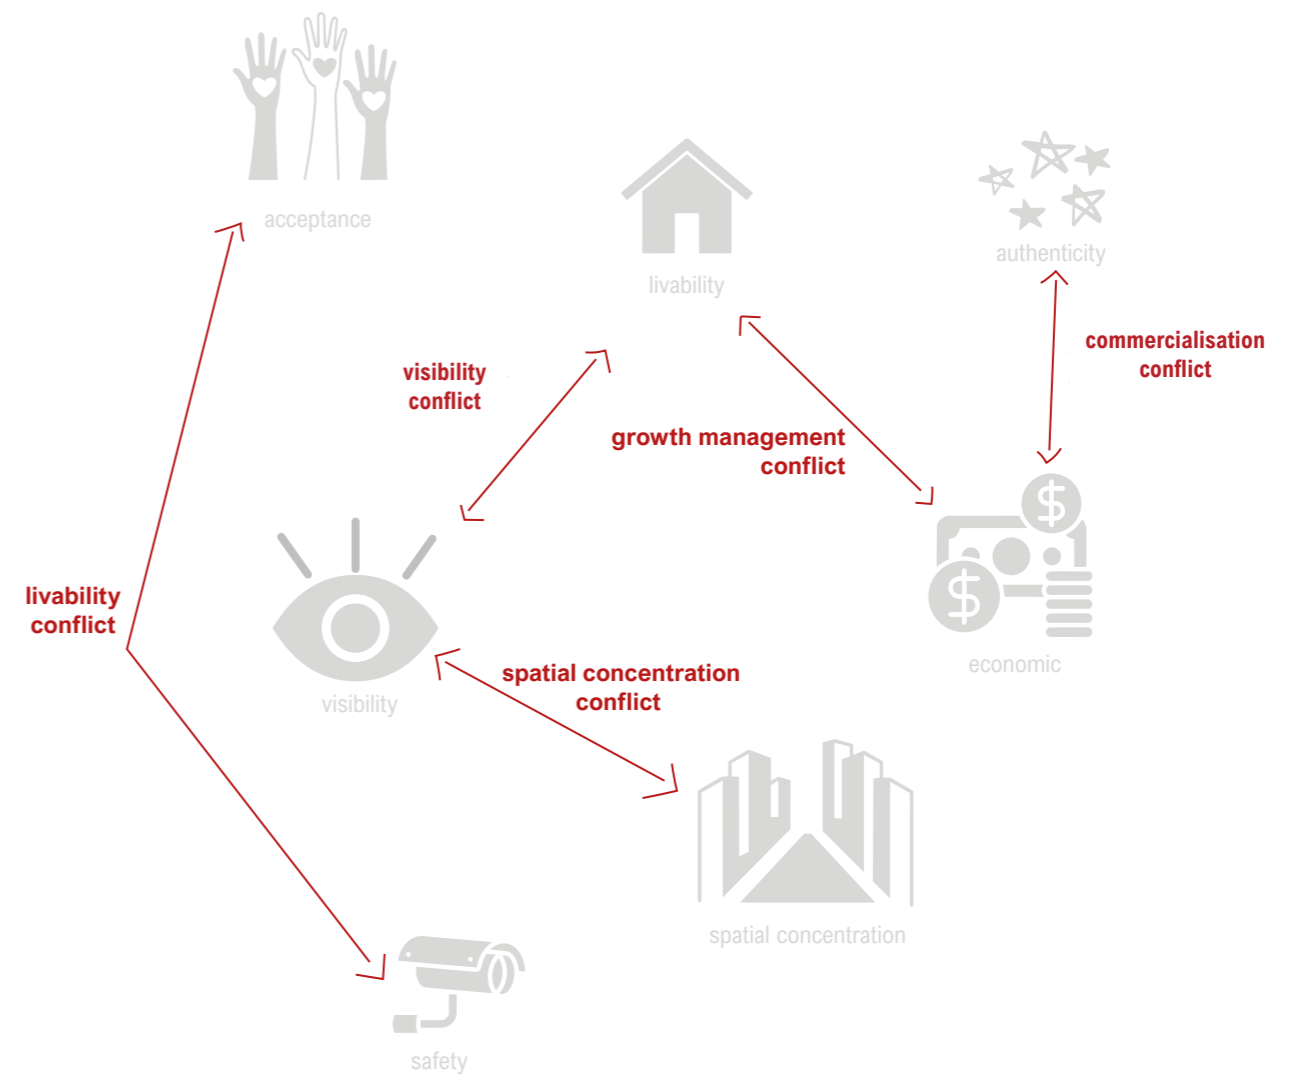 acceptance
livability
authenticity
commercialisation
conflict
visibility
conflict
growth management
conflict
$
$
livability
conflict
economic
spatial concentration
conflict
visibility
spatial concentration
safety